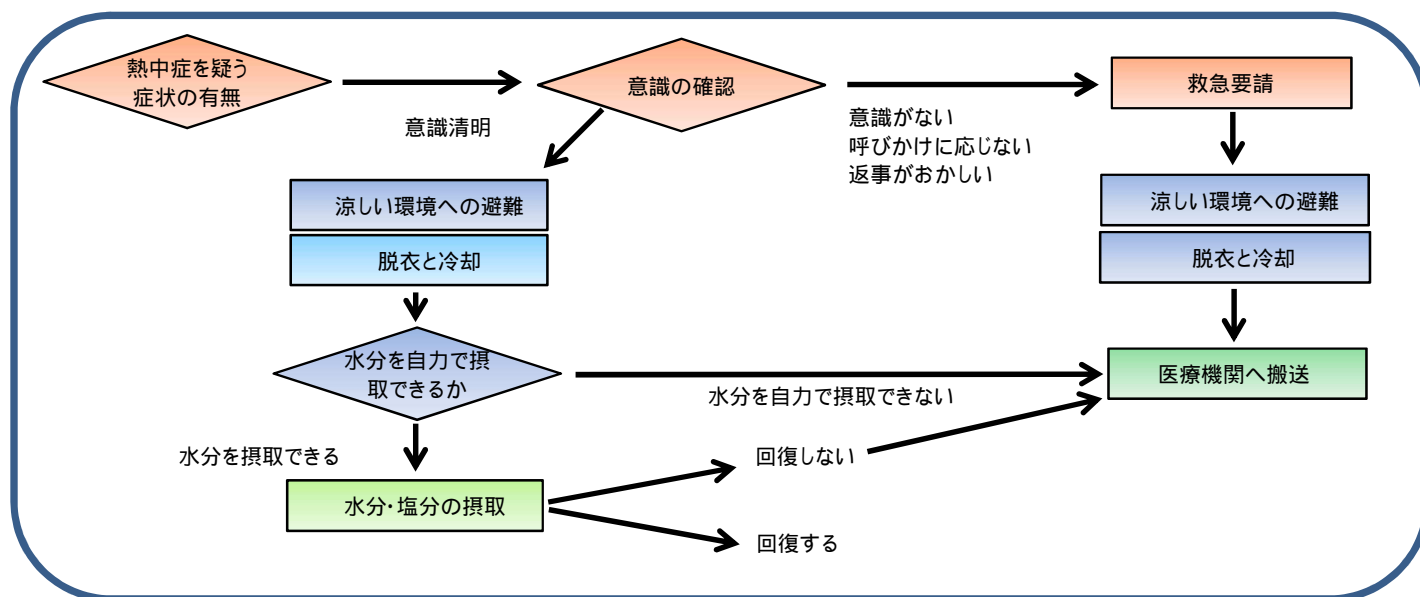 熱中症を疑う
症状の有無
意識の確認
救急要請
意識清明
意識がない
呼びかけに応じない
返事がおかしい
涼しい環境への避難
脱衣と冷却
涼しい環境への避難
脱衣と冷却
水分を自力で摂
取できるか
水分を自力で摂取できない
医療機関へ搬送
水分を摂取できる
回復しない
水分・塩分の摂取
回復する